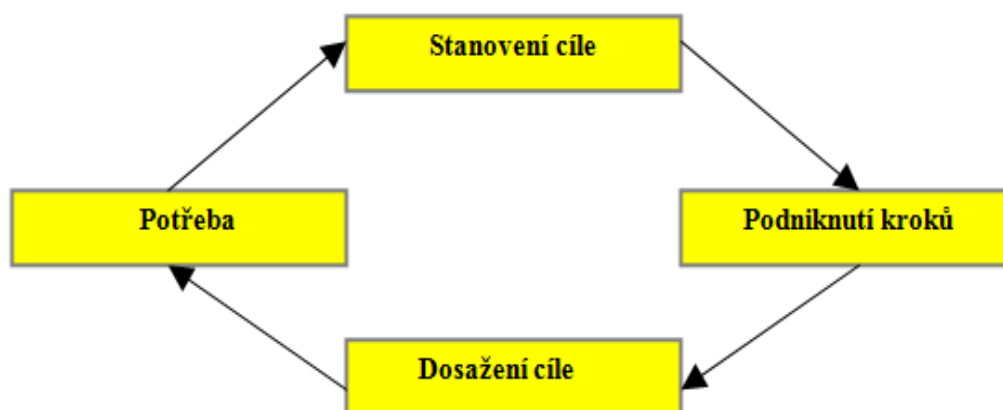 Stanovení cíle
Potřeba
Podniknutí kroků
Dosažení cíle